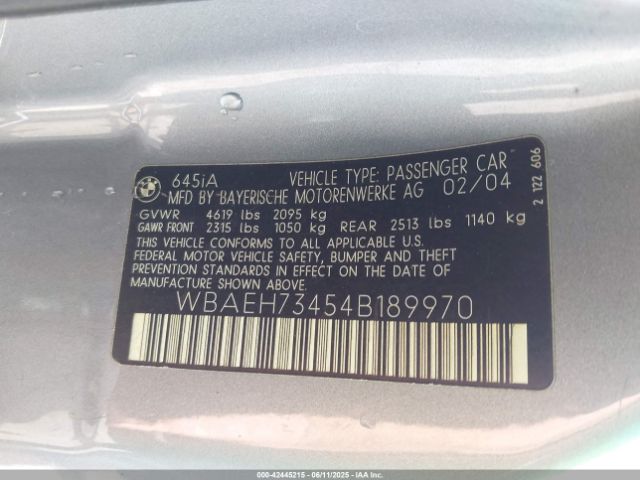 BMW
645iA VEHICLE TYPE: PASSENGER CAR
MFD BY BAYERISCHE MOTORENWERKE AG 02/04
GVWR 4619 lbs 2095 kg
GAWR FRONT 2315 lbs 1050 kg REAR 2513 lbs 1140 kg
THIS VEHICLE CONFORMS TO ALL APPLICABLE U.S.
FEDERAL MOTOR VEHICLE SAFETY, BUMPER AND THEFT
PREVENTION STANDARDS IN EFFECT ON THE DATE OF
MANUFACTURE SHOWN ABOVE.
WBAEH73454B189970
2 122 606
000-42445215 - 06/11/2025 - IAA Inc.